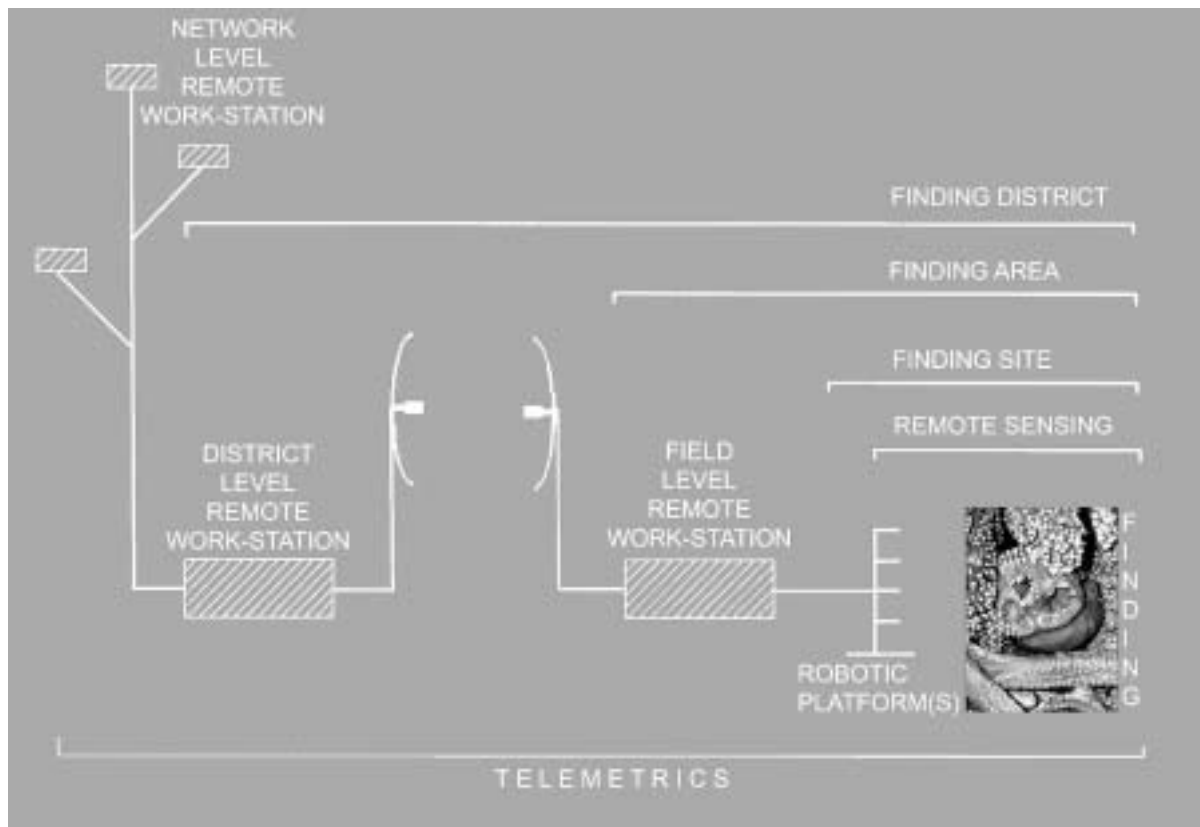 NETWORK
LEVEL
REMOTE
WORK-STATION
FINDING DISTRICT
FINDING AREA
FINDING SITE
REMOTE SENSING
DISTRICT
LEVEL
REMOTE
WORK-STATION
FIELD
LEVEL
REMOTE
WORK-STATION
ROBOTIC
PLATFORM(S)
FINDING
TELEMETRICS